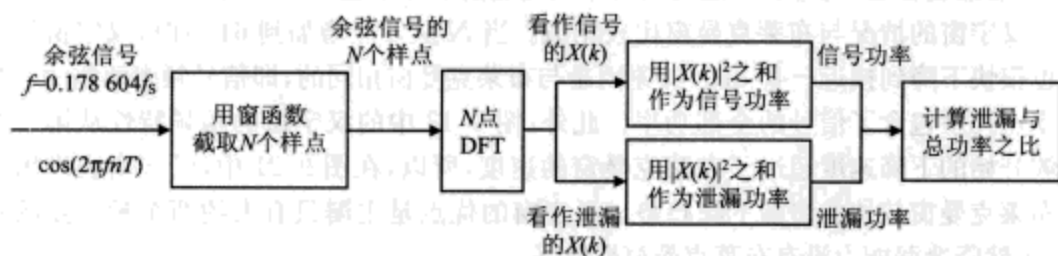 余弦信号
f=0.178 604fs
cos(2πfnT)
用窗函数
截取N个样点
余弦信号的
N个样点
N点
DFT
看作信号
的X(k)
用|X(k)|²之和
作为信号功率
信号功率
看作泄漏
的X(k)
用|X(k)|²之和
作为泄漏功率
泄漏功率
计算泄漏与
总功率之比